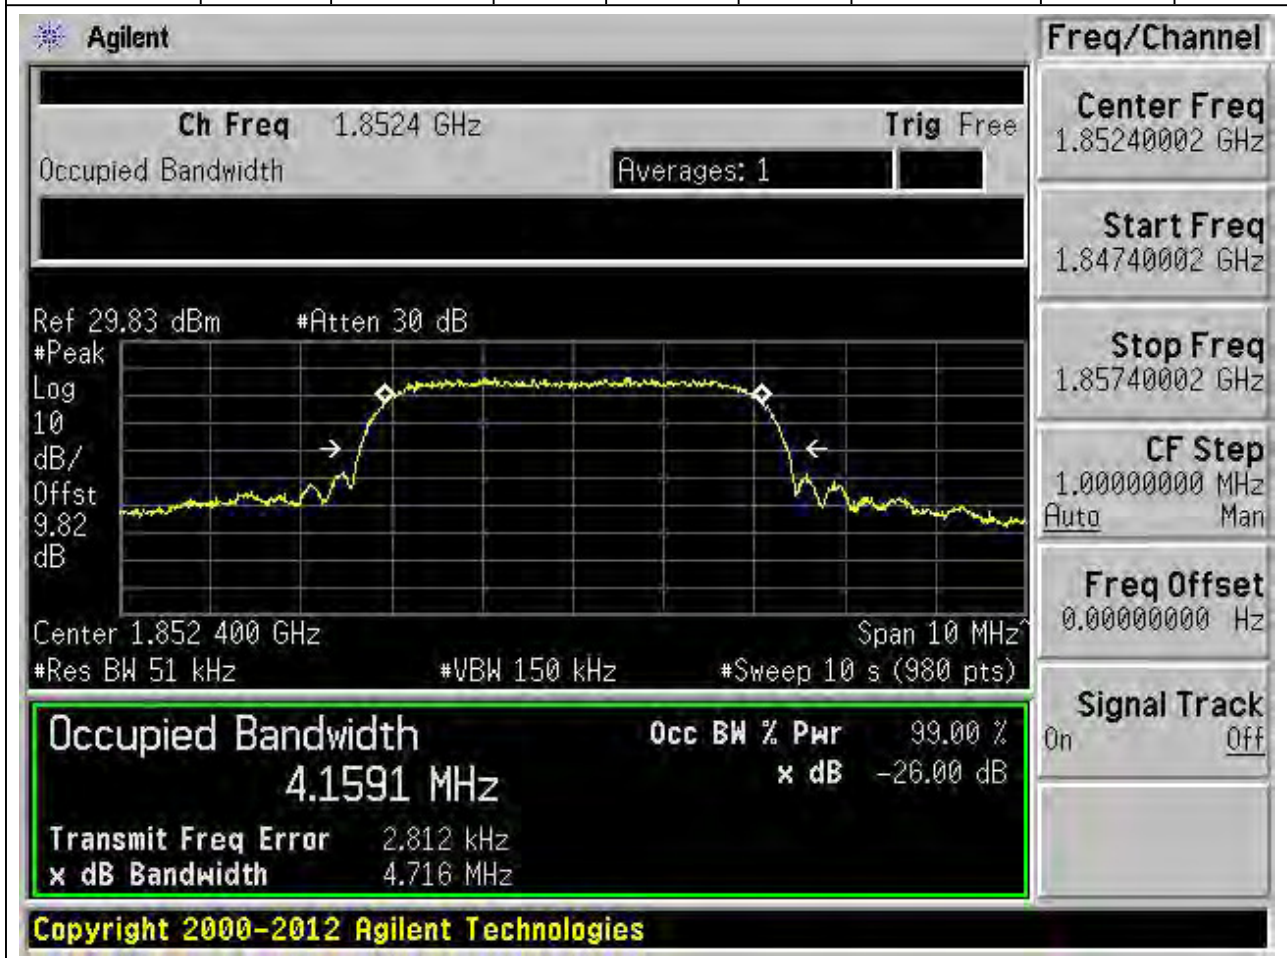 Agilent
Freq/Channel
Ch Freq 1.8524 GHz Trig Free
Occupied Bandwidth Averages: 1
Center Freq
1.85240002 GHz
Start Freq
1.84740002 GHz
Stop Freq
1.85740002 GHz
CF Step
1.00000000 MHz
Auto Man
Freq Offset
0.00000000 Hz
Signal Track
On Off
Ref 29.83 dBm #Atten 30 dB
#Peak
Log
10
dB/
Offst
9.82
dB
Center 1.852 400 GHz Span 10 MHz^
#Res BW 51 kHz #VBW 150 kHz #Sweep 10 s (980 pts)
Occupied Bandwidth Occ BW % Pwr 99.00 %
4.1591 MHz x dB -26.00 dB
Transmit Freq Error 2.812 kHz
x dB Bandwidth 4.716 MHz
Copyright 2000-2012 Agilent Technologies